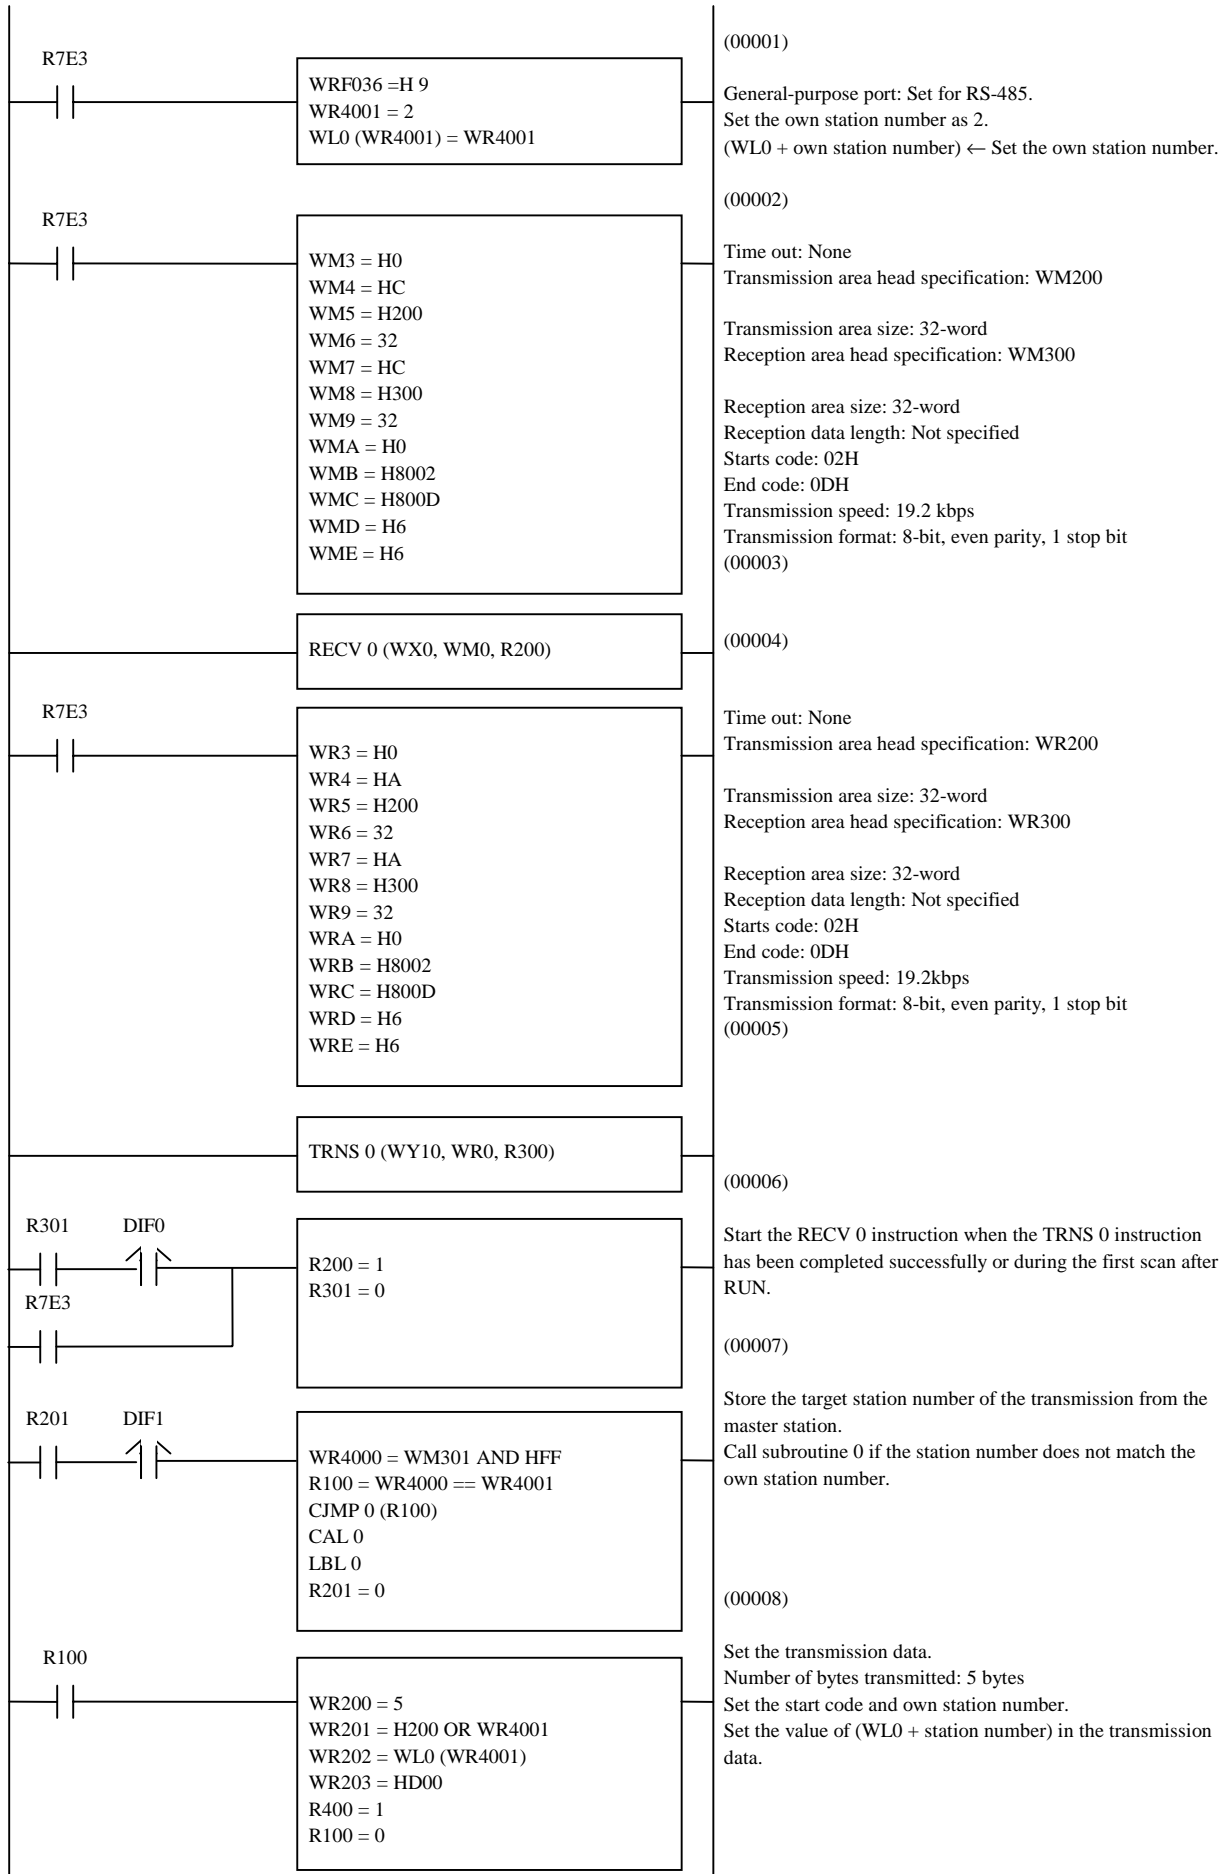 (00001)
R7E3
WRF036 =H 9
WR4001 = 2
WL0 (WR4001) = WR4001
General-purpose port: Set for RS-485.
Set the own station number as 2.
(WL0 + own station number) ← Set the own station number.
(00002)
R7E3
WM3 = H0
WM4 = HC
WM5 = H200
WM6 = 32
WM7 = HC
WM8 = H300
WM9 = 32
WMA = H0
WMB = H8002
WMC = H800D
WMD = H6
WME = H6
Time out: None
Transmission area head specification: WM200
Transmission area size: 32-word
Reception area head specification: WM300
Reception area size: 32-word
Reception data length: Not specified
Starts code: 02H
End code: 0DH
Transmission speed: 19.2 kbps
Transmission format: 8-bit, even parity, 1 stop bit
(00003)
RECV 0 (WX0, WM0, R200)
(00004)
R7E3
WR3 = H0
WR4 = HA
WR5 = H200
WR6 = 32
WR7 = HA
WR8 = H300
WR9 = 32
WRA = H0
WRB = H8002
WRC = H800D
WRD = H6
WRE = H6
Time out: None
Transmission area head specification: WR200
Transmission area size: 32-word
Reception area head specification: WR300
Reception area size: 32-word
Reception data length: Not specified
Starts code: 02H
End code: 0DH
Transmission speed: 19.2kbps
Transmission format: 8-bit, even parity, 1 stop bit
(00005)
TRNS 0 (WY10, WR0, R300)
(00006)
R301 DIF0
R7E3
R200 = 1
R301 = 0
Start the RECV 0 instruction when the TRNS 0 instruction
has been completed successfully or during the first scan after
RUN.
(00007)
R201 DIF1
WR4000 = WM301 AND HFF
R100 = WR4000 == WR4001
CJMP 0 (R100)
CAL 0
LBL 0
R201 = 0
Store the target station number of the transmission from the
master station.
Call subroutine 0 if the station number does not match the
own station number.
(00008)
R100
WR200 = 5
WR201 = H200 OR WR4001
WR202 = WL0 (WR4001)
WR203 = HD00
R400 = 1
R100 = 0
Set the transmission data.
Number of bytes transmitted: 5 bytes
Set the start code and own station number.
Set the value of (WL0 + station number) in the transmission
data.